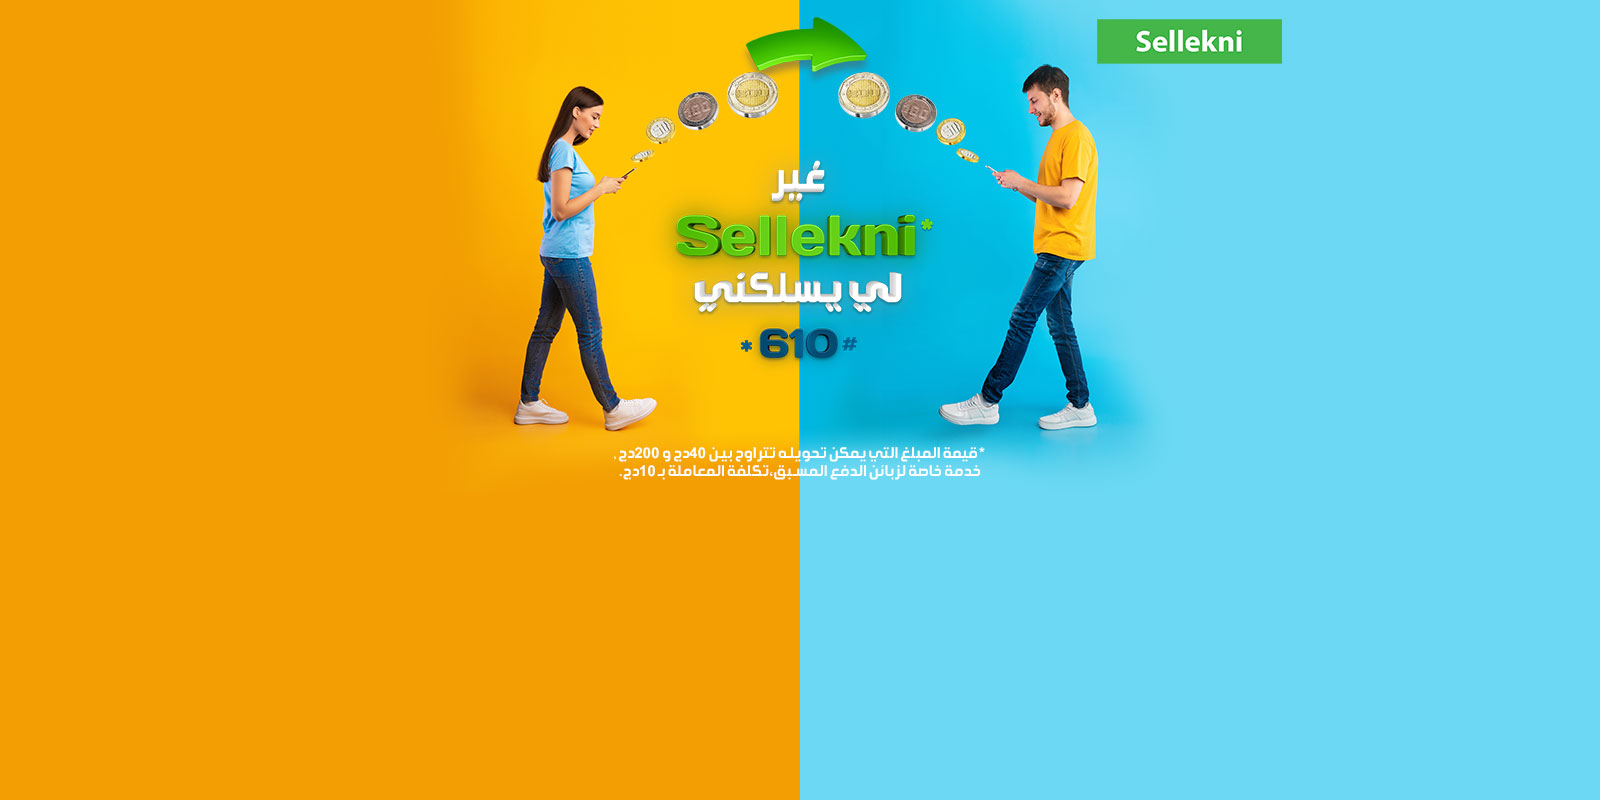 Sellekni
غير
Sellekni*
لي يسلكني
*610#
*قيمة المبلغ التي يمكن تحويله تتراوح بين 40دج و 200دج .
خدمة خاصة لزبائن الدفع المسبق،تكلفة المعاملة بـ 10دج.